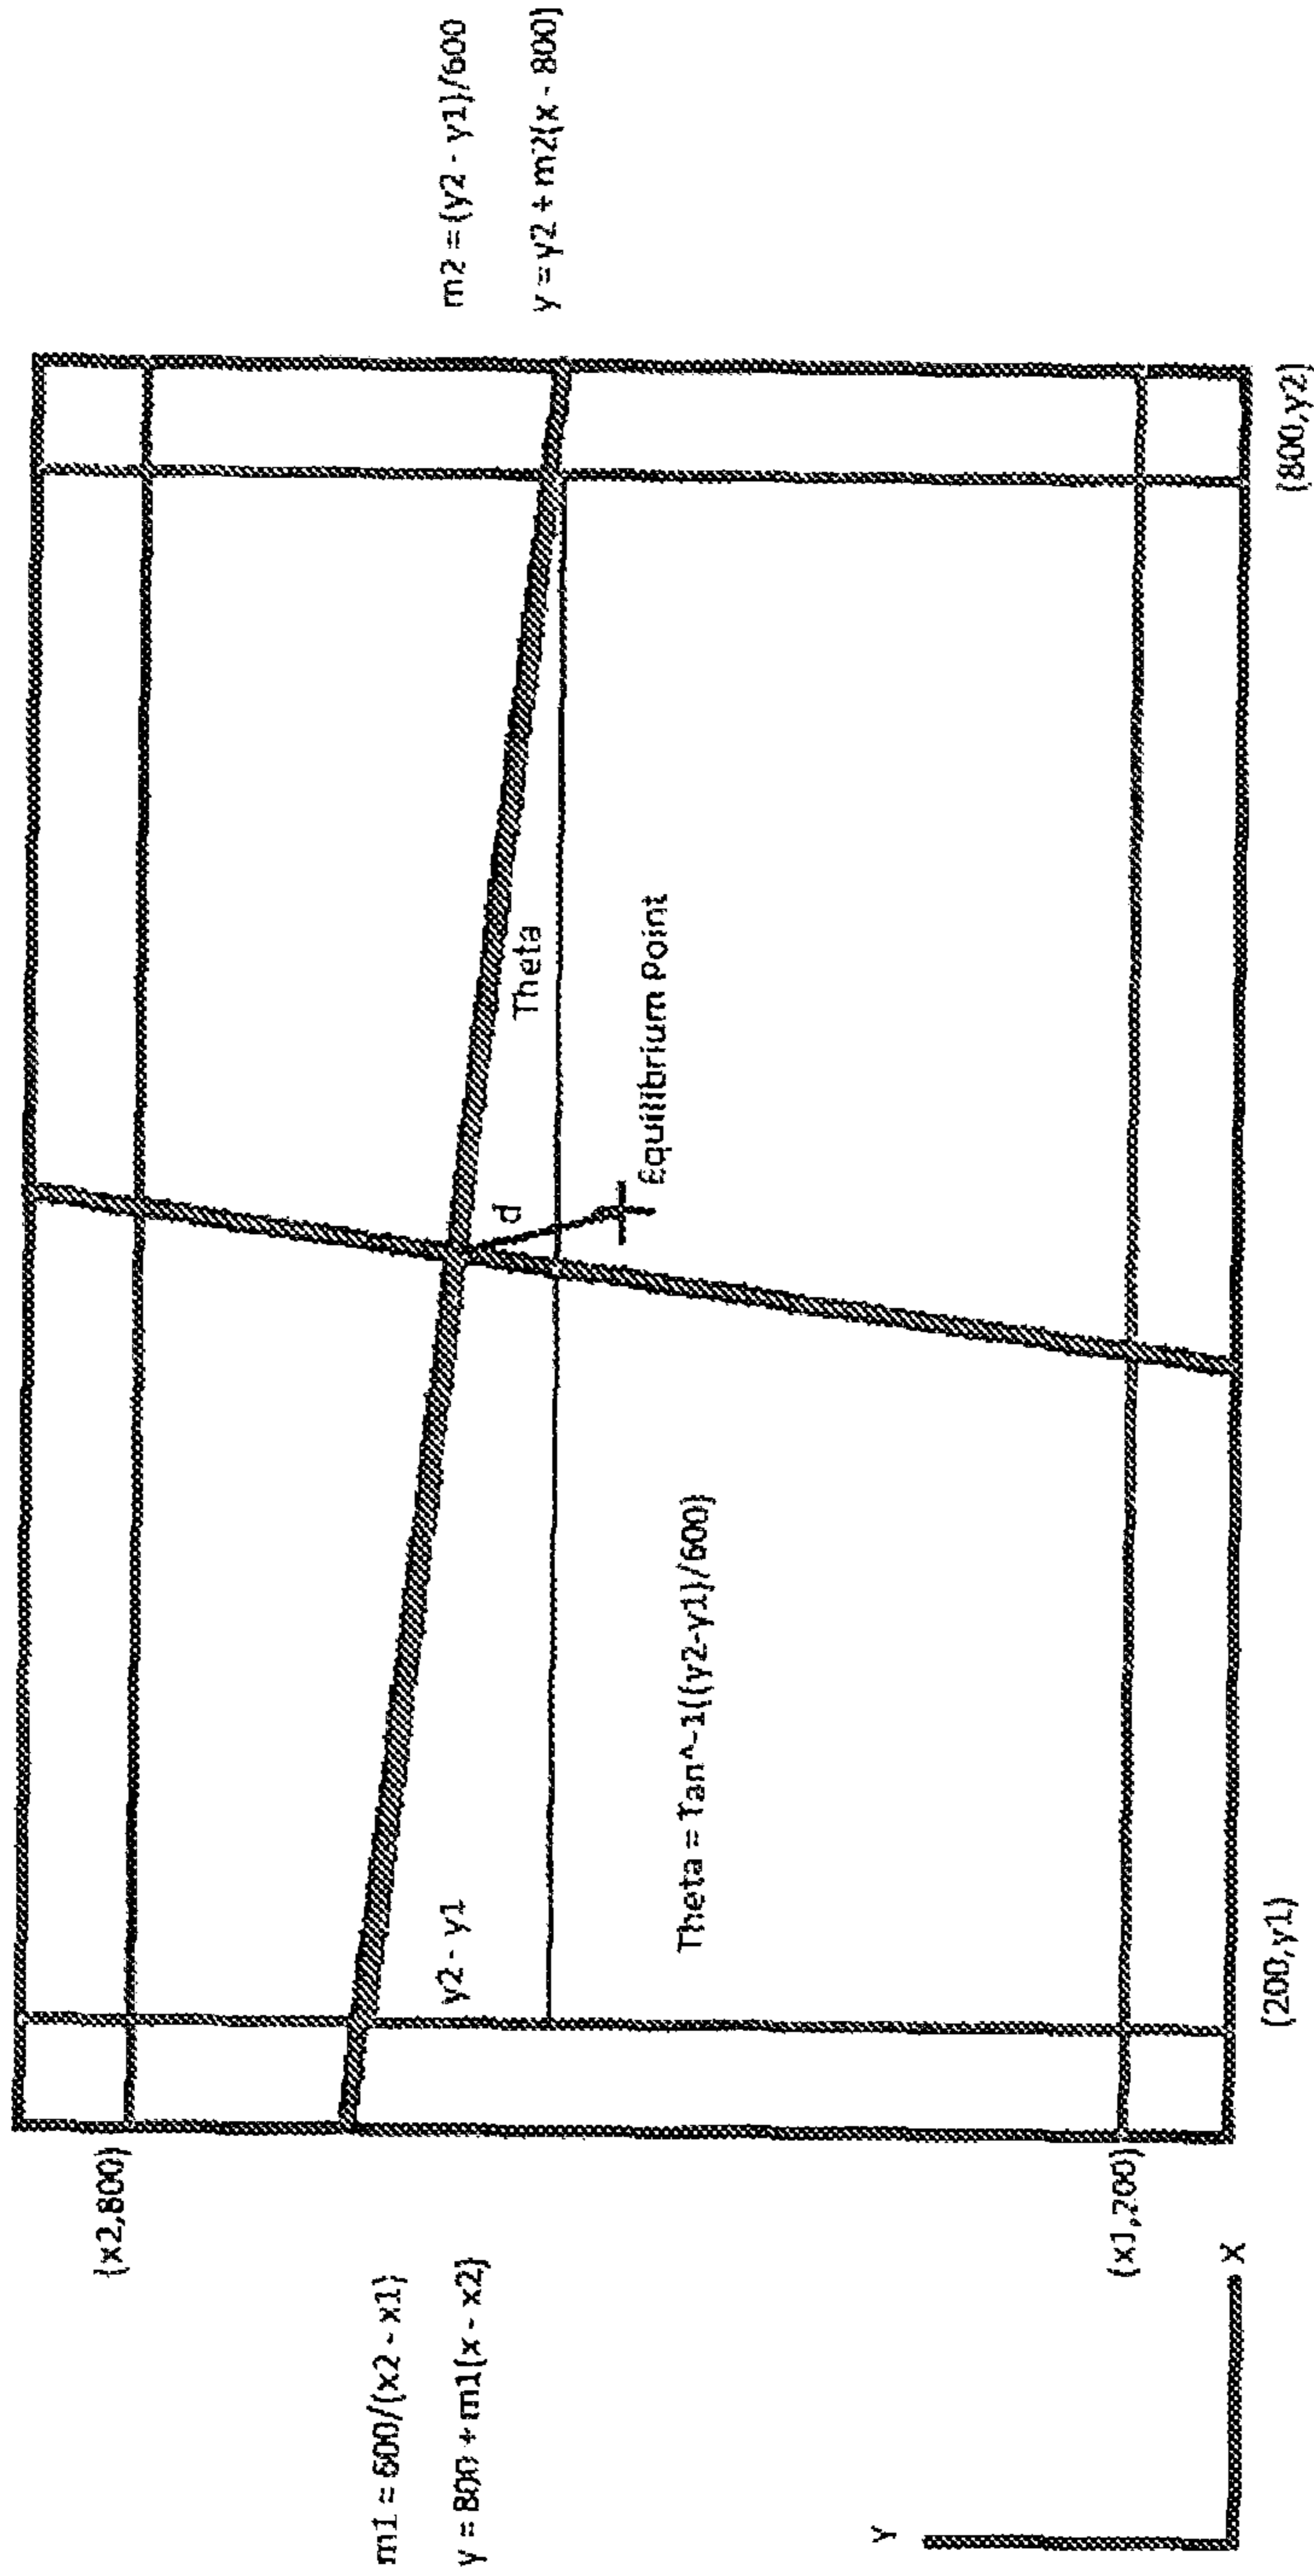 (x2,800)
m1 = 600/(x2 - x1)
y = 800 + m1(x - x2)
m2 = (y2 - y1)/600
y = y2 + m2(x - 800)
y2 - y1
d
Theta
Equilibrium Point
Theta = Tan^-1((y2-y1)/600)
(x1,200)
Y
X
(200,y1)
(800,y2)